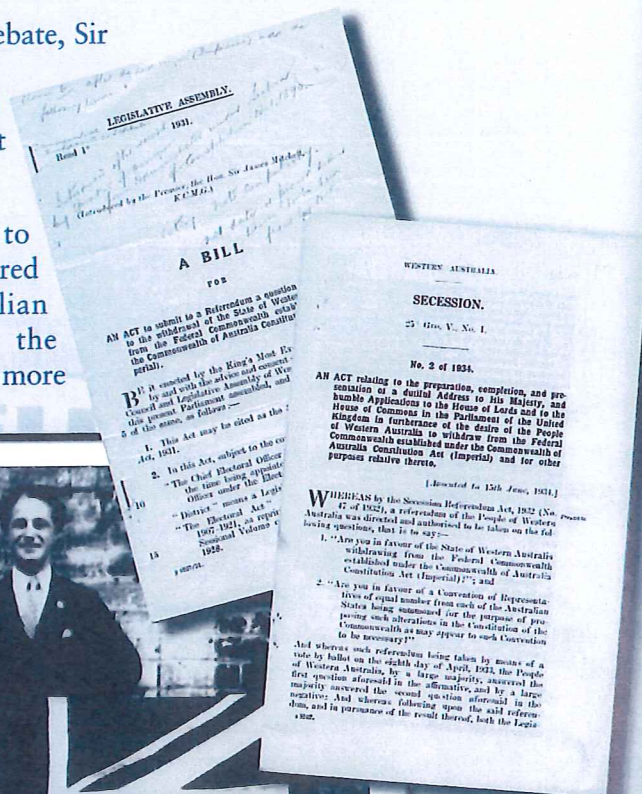 ebate, Sir
t
to
red
lian
the
more
LEGISLATIVE ASSEMBLY.
1931.
Read 1°
(Introduced by the Premier, the Hon. Sir James Mitchell,
K.C.M.G.)
A BILL
FOR
AN ACT to submit to a Referendum a question
to the withdrawal of the State of Weste
from the Federal Commonwealth estab
the Commonwealth of Australia Constitut
perial).
BE it enacted by the King's Most Ex
by and with the advice and consent
Council and Legislative Assembly of Wes
this present Parliament assembled, and
5 of the same, as follows:—
1. This Act may be cited as the S
Act, 1931.
2. In this Act, subject to the co
"The Chief Electoral Officer
the time being appointe
10 Officer under the Elect
"District" means a Legis
"The Electoral Act"
1907-1921, as reprin
Sessional Volume o
15 1928.
WESTERN AUSTRALIA.
SECESSION.
25° Geo. V., No. I.
No. 2 of 1934.
AN ACT relating to the preparation, completion, and pre-
sentation of a dutiful Address to His Majesty, and
humble Applications to the House of Lords and to the
House of Commons in the Parliament of the United
Kingdom in furtherance of the desire of the People
of Western Australia to withdraw from the Federal
Commonwealth established under the Commonwealth of
Australia Constitution Act (Imperial) and for other
purposes relative thereto.
[Assented to 15th June, 1934.]
WHEREAS by the Secession Referendum Act, 1932 (No.
47 of 1932), a referendum of the People of Western
Australia was directed and authorised to be taken on the fol-
lowing questions, that is to say:—
1. "Are you in favour of the State of Western Australia
withdrawing from the Federal Commonwealth
established under the Commonwealth of Australia
Constitution Act (Imperial)?"; and
2. "Are you in favour of a Convention of Representa-
tives of equal number from each of the Australian
States being summoned for the purpose of pro-
posing such alterations in the Constitution of the
Commonwealth as may appear to such Convention
to be necessary?"
And whereas such referendum being taken by means of a
vote by ballot on the eighth day of April, 1933, the People
of Western Australia, by a large majority, answered the
first question aforesaid in the affirmative, and by a large
majority answered the second question aforesaid in the
negative: And whereas following upon the said referen-
dum, and in pursuance of the result thereof, both the Legis-